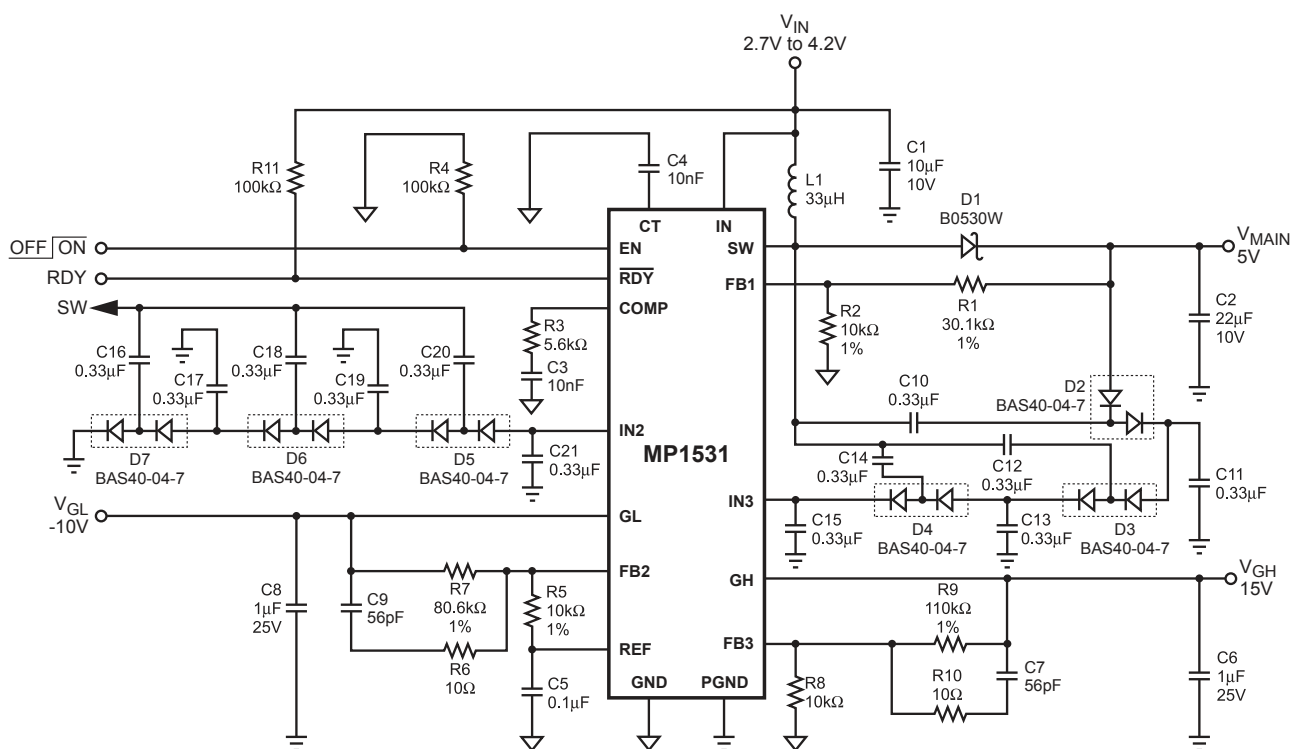 VIN
2.7V to 4.2V
C1
10µF
10V
C4
10nF
R11
100kΩ
R4
100kΩ
L1
33µH
D1
B0530W
CT
IN
OFF ON
EN
SW
VMAIN
5V
RDY
RDY
FB1
SW
COMP
R3
5.6kΩ
C3
10nF
R2
10kΩ
1%
R1
30.1kΩ
1%
C2
22µF
10V
C16
0.33µF
C17
0.33µF
C18
0.33µF
C19
0.33µF
C20
0.33µF
C10
0.33µF
D2
BAS40-04-7
D7
BAS40-04-7
D6
BAS40-04-7
D5
BAS40-04-7
IN2
C21
0.33µF
MP1531
C14
0.33µF
C12
0.33µF
C11
0.33µF
IN3
C15
0.33µF
D4
BAS40-04-7
C13
0.33µF
D3
BAS40-04-7
VGL
-10V
GL
GH
VGH
15V
FB2
C8
1µF
25V
C9
56pF
R7
80.6kΩ
1%
R6
10Ω
R5
10kΩ
1%
REF
C5
0.1µF
FB3
R9
110kΩ
1%
R10
10Ω
C7
56pF
C6
1µF
25V
R8
10kΩ
GND
PGND